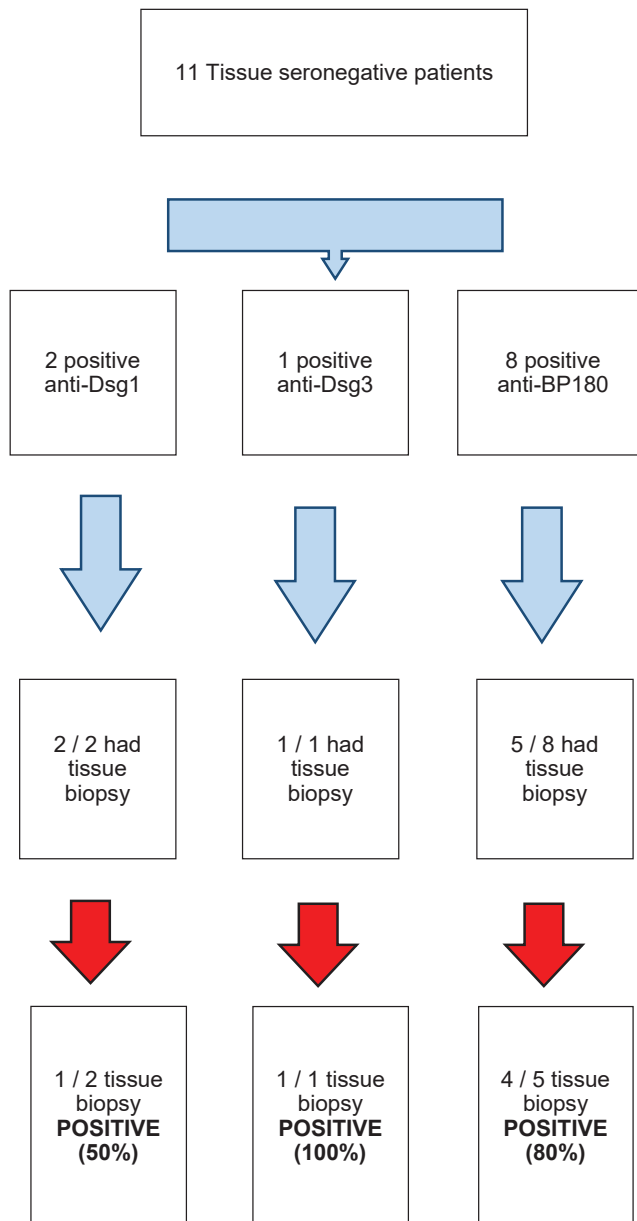 11 Tissue seronegative patients
2 positive
anti-Dsg1
1 positive
anti-Dsg3
8 positive
anti-BP180
2 / 2 had
tissue
biopsy
1 / 1 had
tissue
biopsy
5 / 8 had
tissue
biopsy
1 / 2 tissue
biopsy
POSITIVE
(50%)
1 / 1 tissue
biopsy
POSITIVE
(100%)
4 / 5 tissue
biopsy
POSITIVE
(80%)